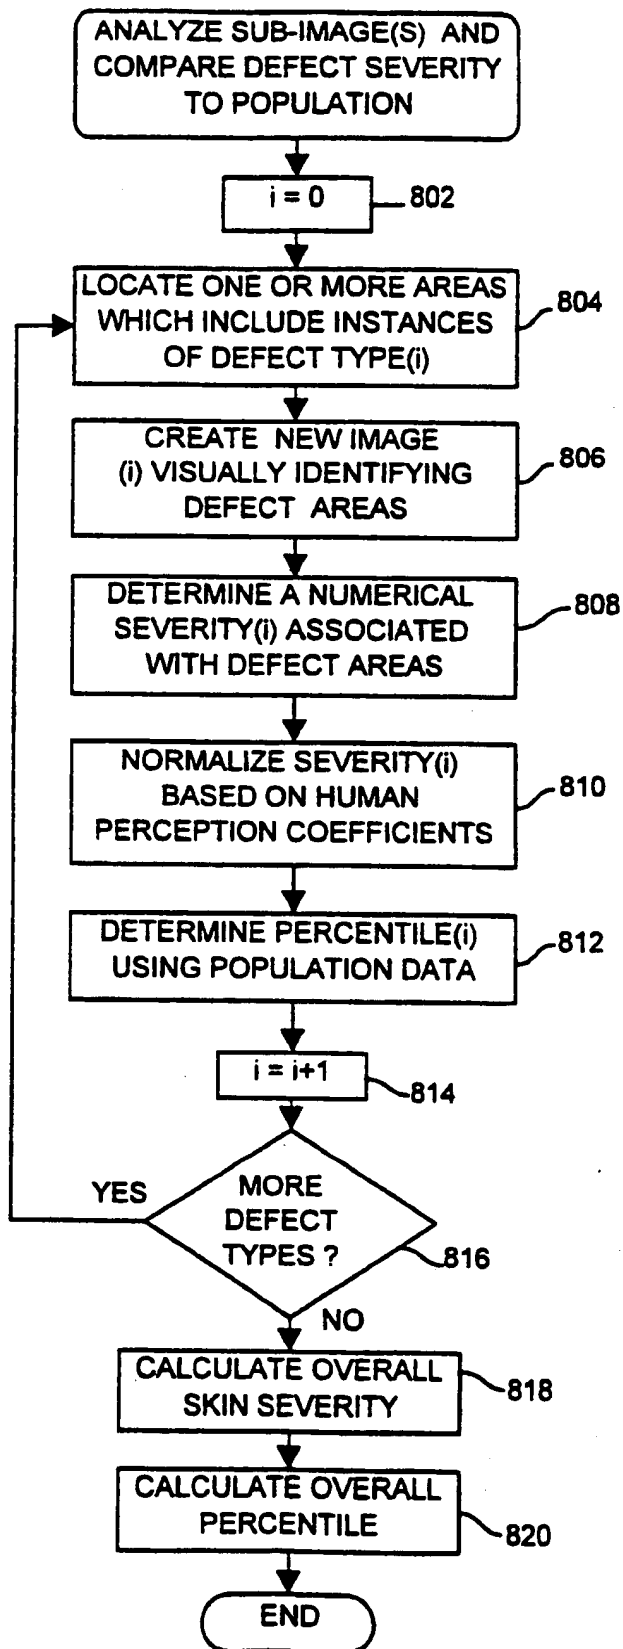 ANALYZE SUB-IMAGE(S) AND
COMPARE DEFECT SEVERITY
TO POPULATION
i = 0
802
LOCATE ONE OR MORE AREAS
WHICH INCLUDE INSTANCES
OF DEFECT TYPE(i)
804
CREATE NEW IMAGE
(i) VISUALLY IDENTIFYING
DEFECT AREAS
806
DETERMINE A NUMERICAL
SEVERITY(i) ASSOCIATED
WITH DEFECT AREAS
808
NORMALIZE SEVERITY(i)
BASED ON HUMAN
PERCEPTION COEFFICIENTS
810
DETERMINE PERCENTILE(i)
USING POPULATION DATA
812
i = i+1
814
YES
MORE
DEFECT
TYPES ?
816
NO
CALCULATE OVERALL
SKIN SEVERITY
818
CALCULATE OVERALL
PERCENTILE
820
END